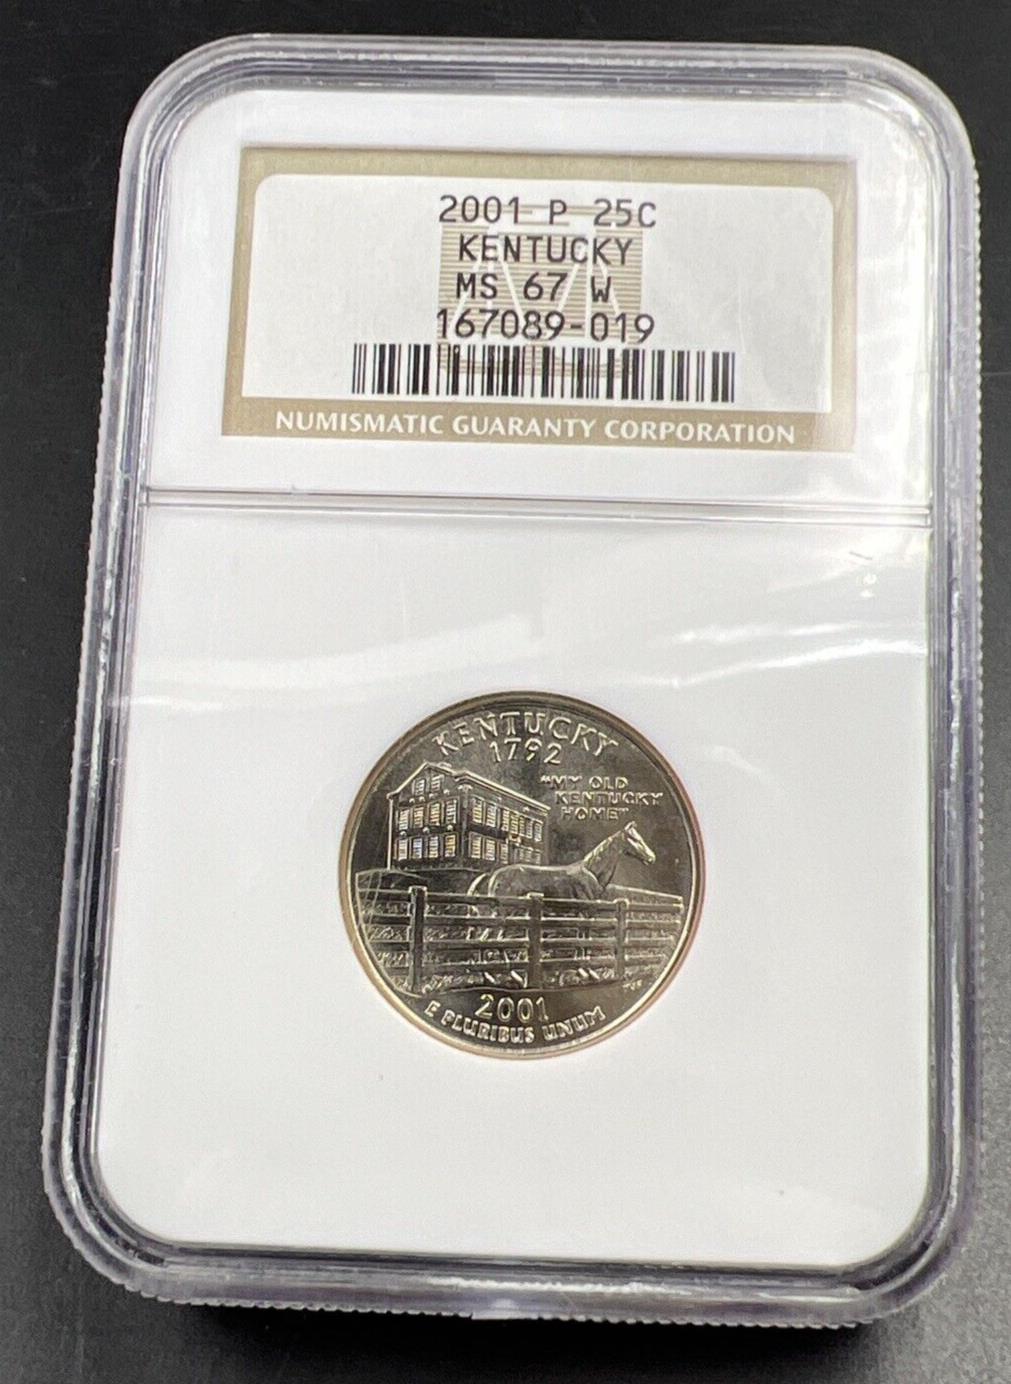 2001 P 25C
KENTUCKY
MS 67 W
167089-019
NUMISMATIC GUARANTY CORPORATION
KENTUCKY
1792
"MY OLD
KENTUCKY
HOME"
2001
E PLURIBUS UNUM